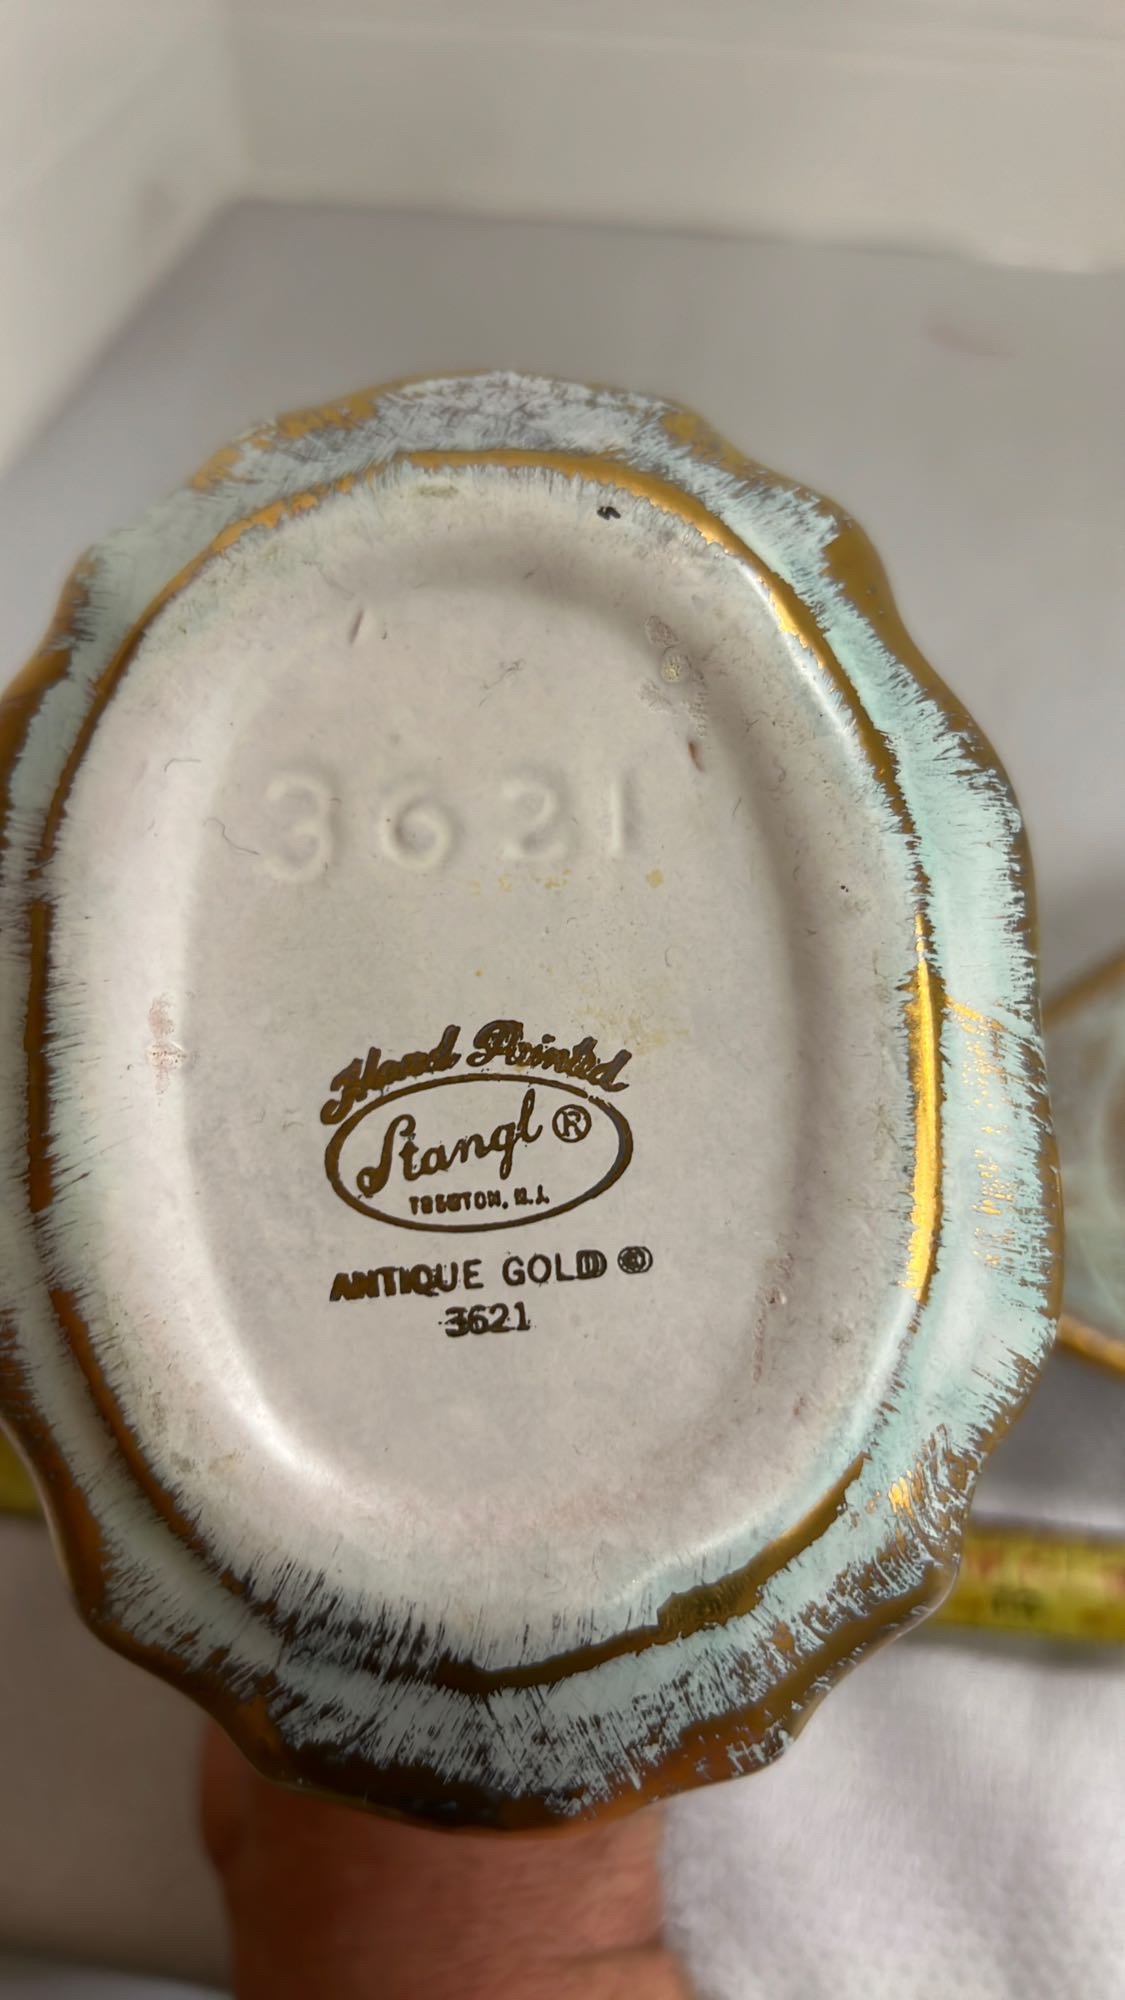 3621
Hand Painted
Stangl ®
TRENTON, N.J.
ANTIQUE GOLD ©
3621